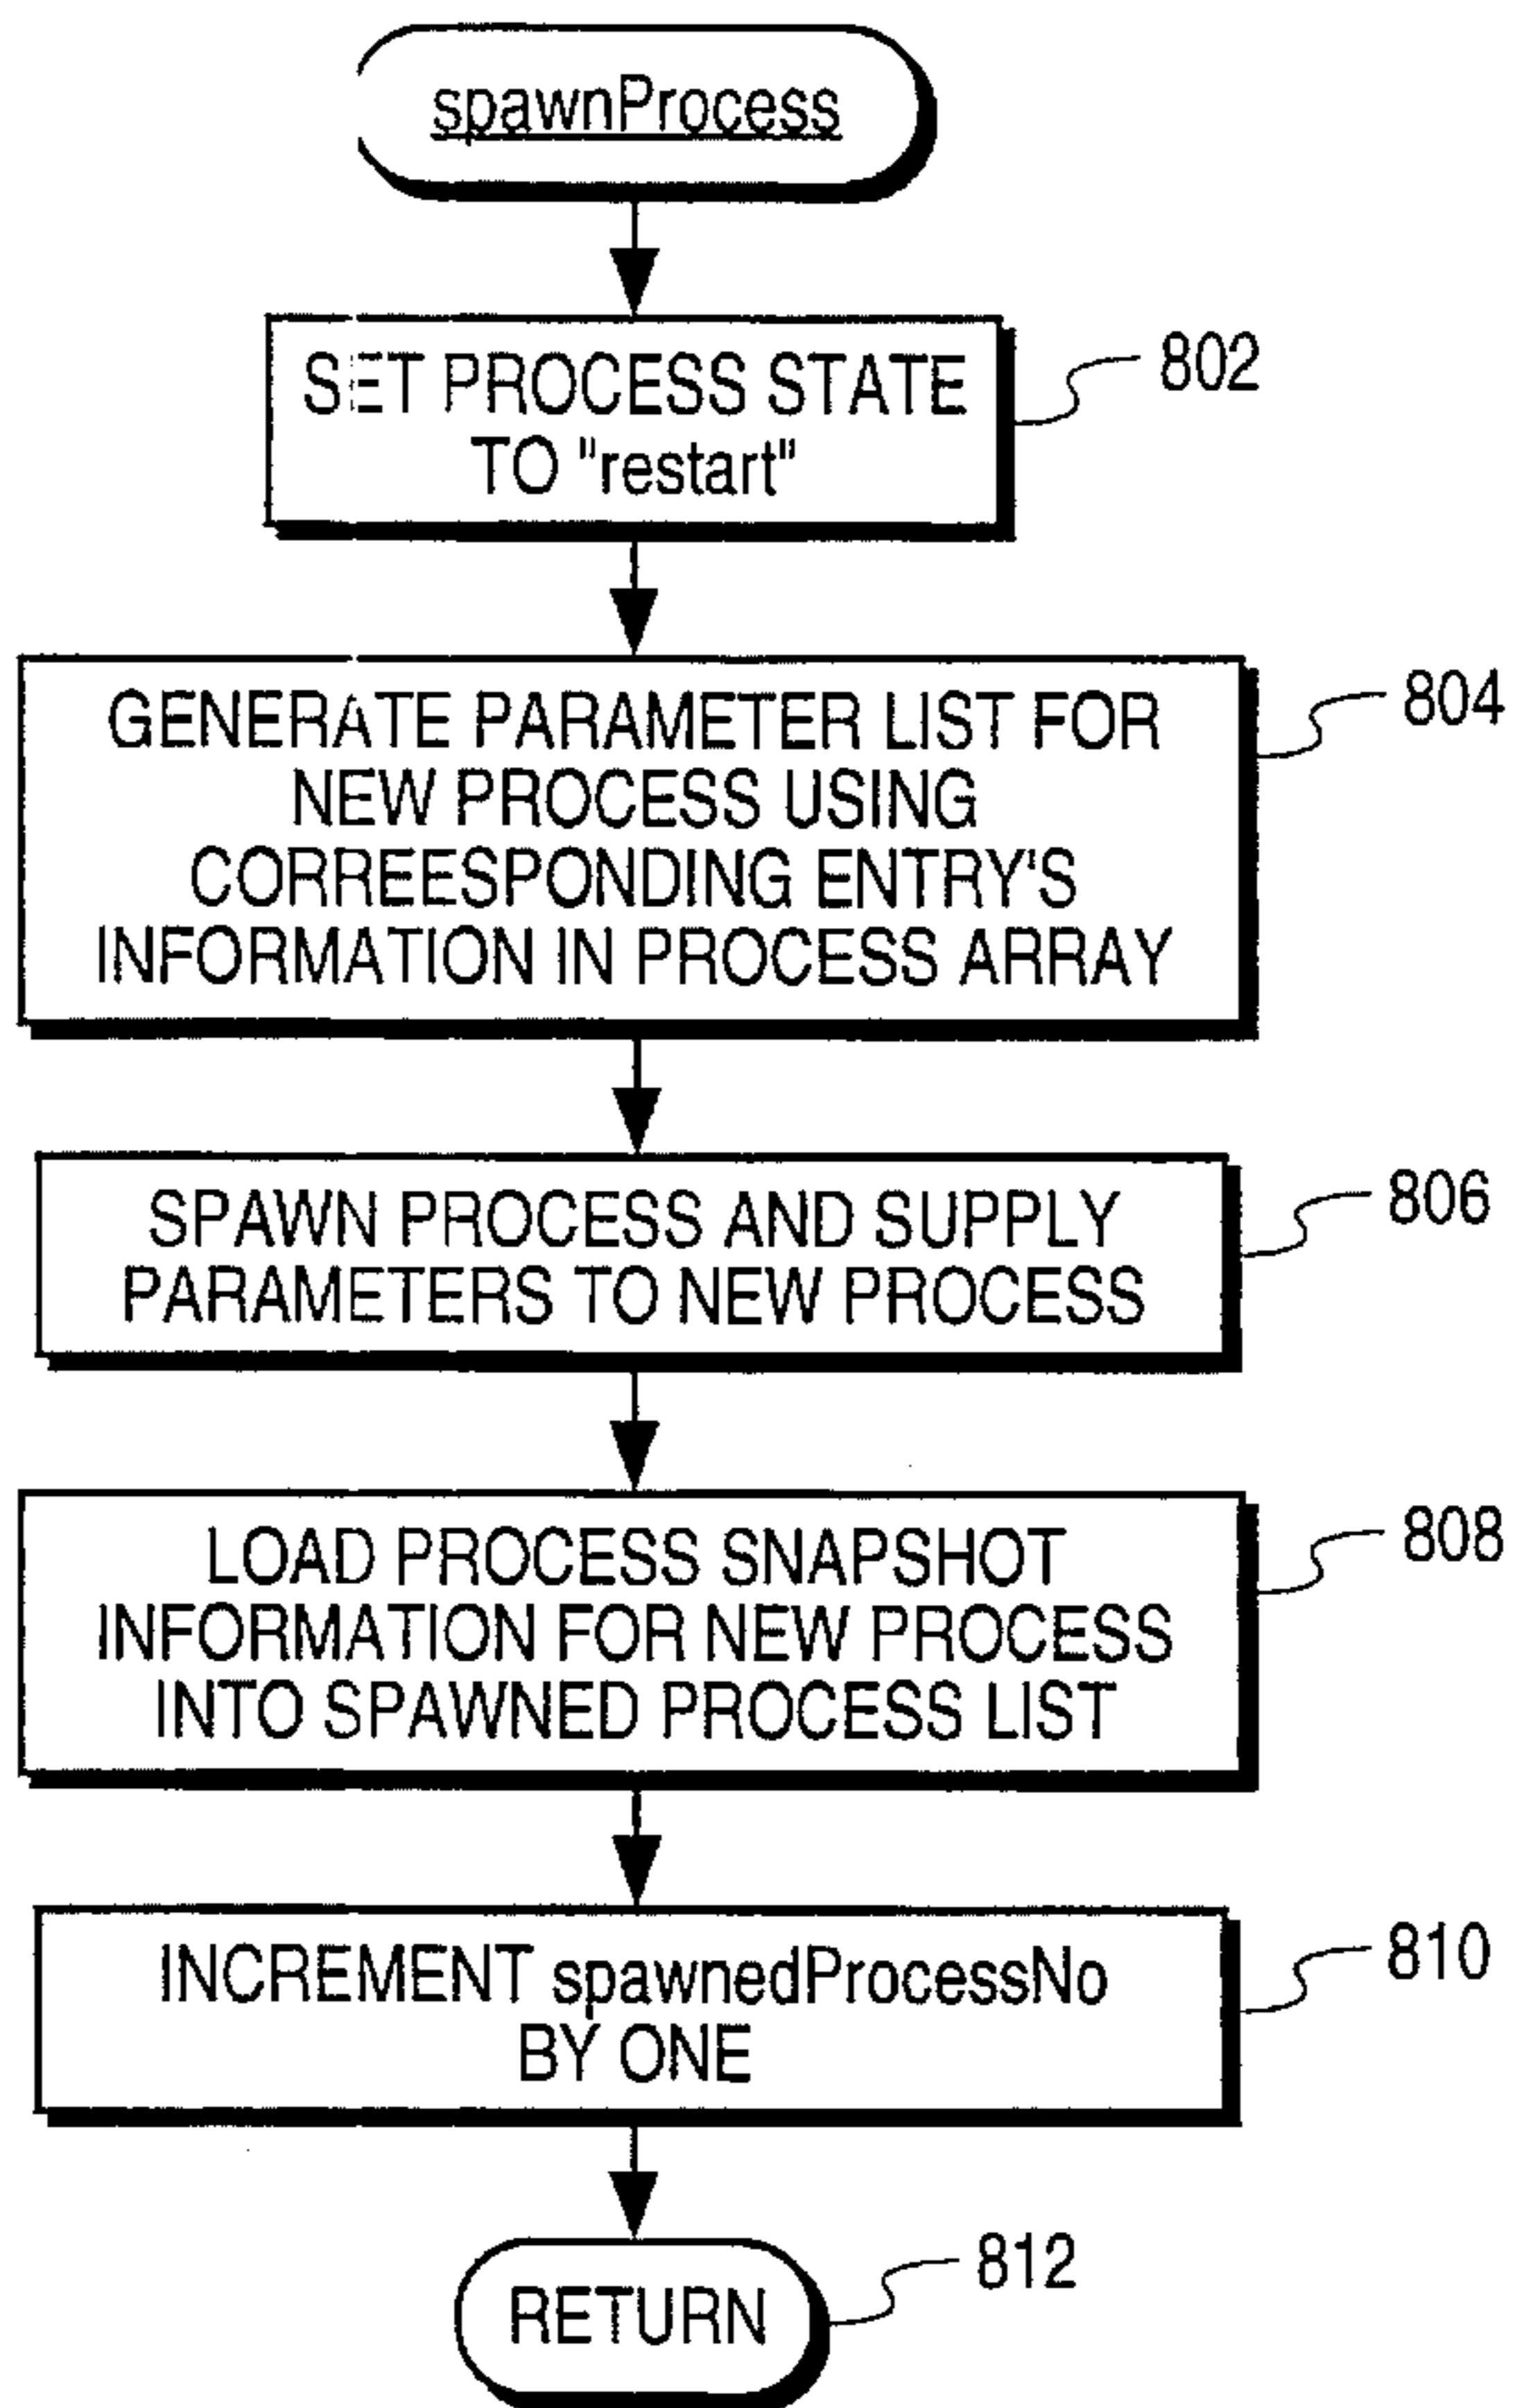 spawnProcess
SET PROCESS STATE
TO "restart"
802
GENERATE PARAMETER LIST FOR
NEW PROCESS USING
CORREESPONDING ENTRY'S
INFORMATION IN PROCESS ARRAY
804
SPAWN PROCESS AND SUPPLY
PARAMETERS TO NEW PROCESS
806
LOAD PROCESS SNAPSHOT
INFORMATION FOR NEW PROCESS
INTO SPAWNED PROCESS LIST
808
INCREMENT spawnedProcessNo
BY ONE
810
RETURN
812